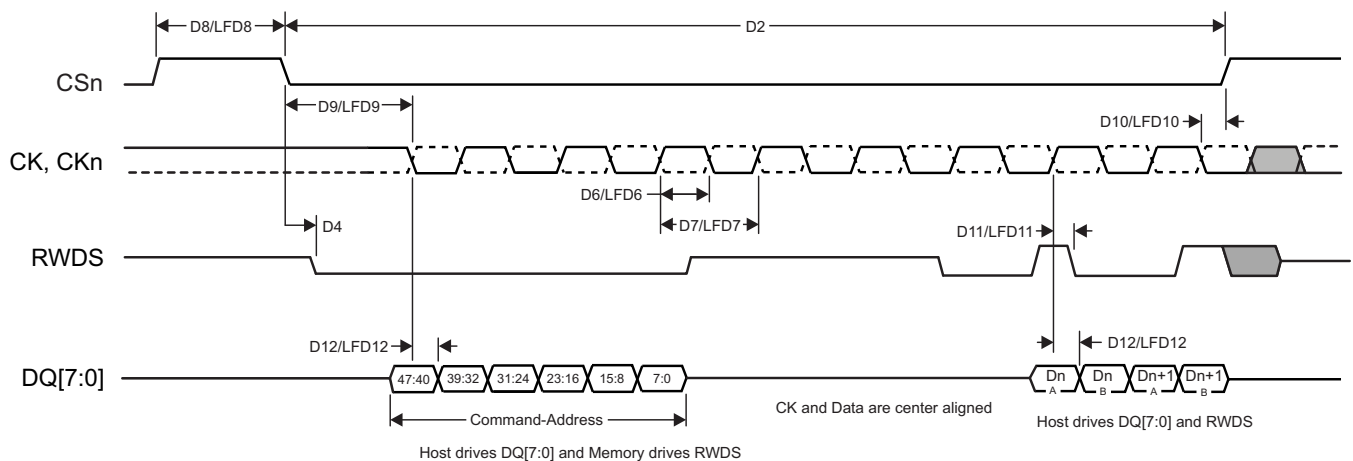 D8/LFD8
D2
CSn
D9/LFD9
D10/LFD10
CK, CKn
D6/LFD6
D4
D7/LFD7
D11/LFD11
RWDS
D12/LFD12
D12/LFD12
DQ[7:0]
47:40
39:32
31:24
23:16
15:8
7:0
Dn
A
Dn
B
Dn+1
A
Dn+1
B
Command-Address
CK and Data are center aligned
Host drives DQ[7:0] and RWDS
Host drives DQ[7:0] and Memory drives RWDS